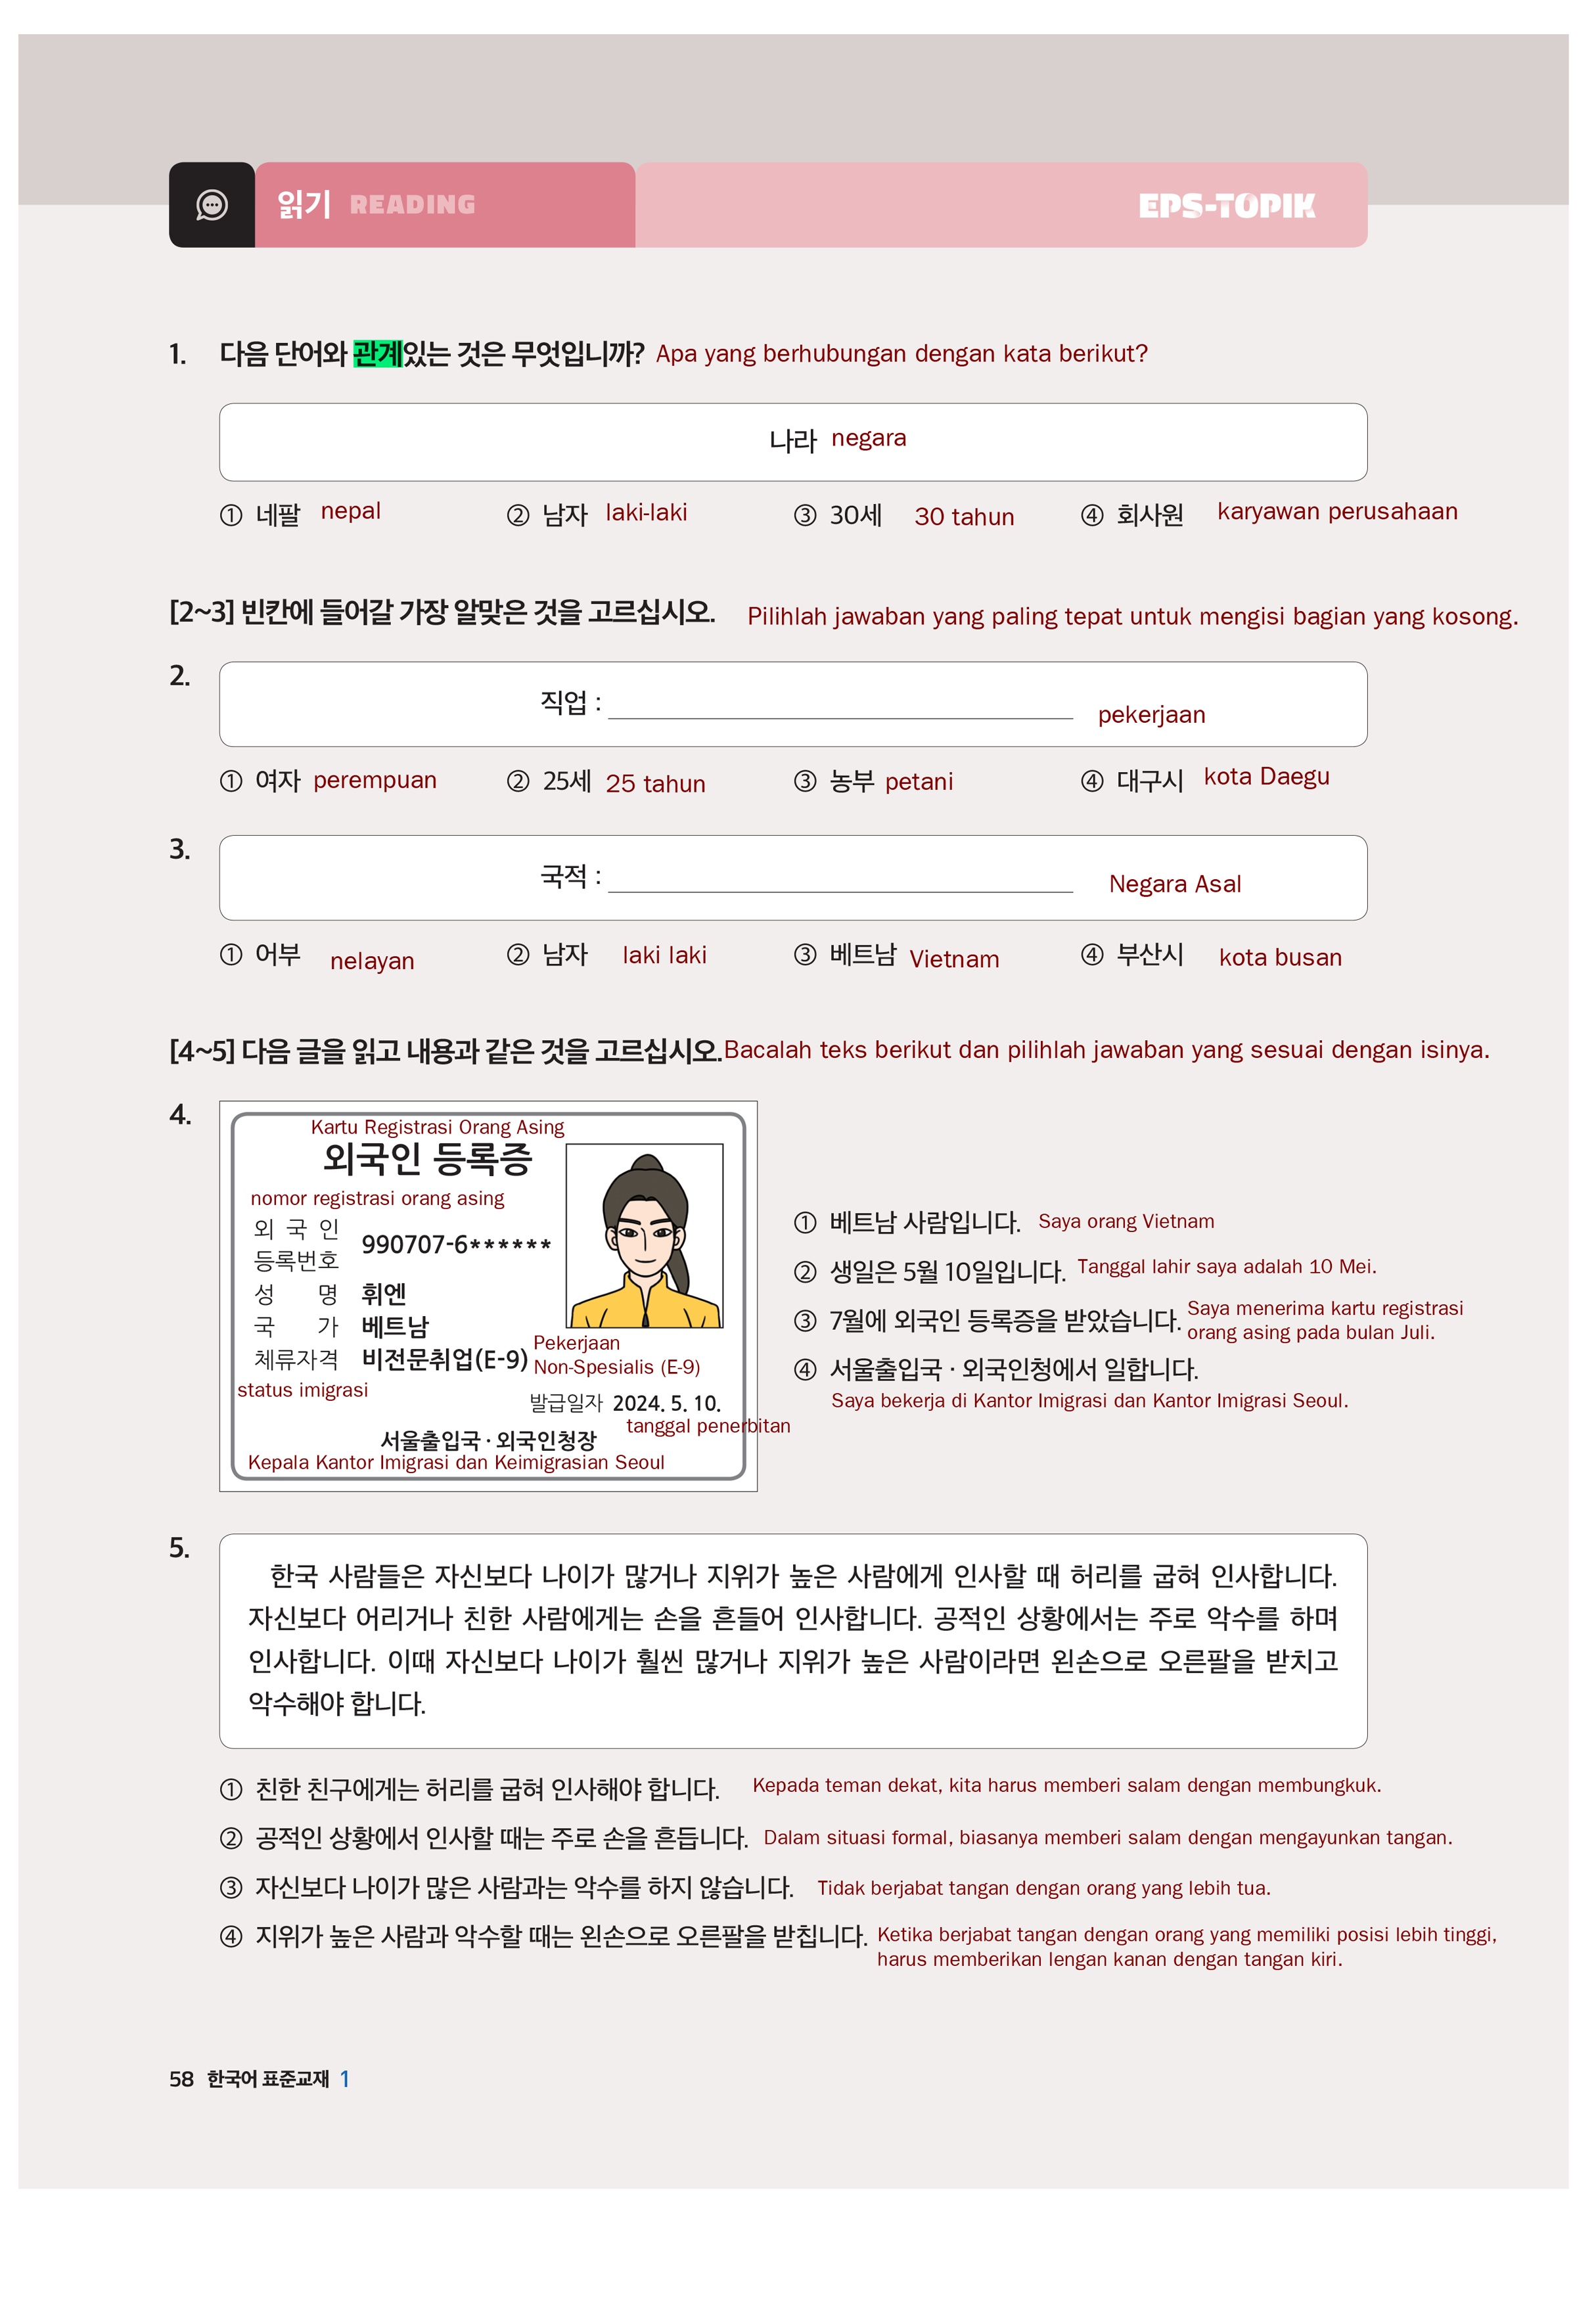 읽기 READING
EPS-TOPIK
1. 다음 단어와 관계있는 것은 무엇입니까? Apa yang berhubungan dengan kata berikut?
나라 negara
① 네팔 nepal ② 남자 laki-laki ③ 30세 30 tahun ④ 회사원 karyawan perusahaan
[2~3] 빈칸에 들어갈 가장 알맞은 것을 고르십시오. Pilihlah jawaban yang paling tepat untuk mengisi bagian yang kosong.
2. 직업 : pekerjaan
① 여자 perempuan ② 25세 25 tahun ③ 농부 petani ④ 대구시 kota Daegu
3. 국적 : Negara Asal
① 어부 nelayan ② 남자 laki laki ③ 베트남 Vietnam ④ 부산시 kota busan
[4~5] 다음 글을 읽고 내용과 같은 것을 고르십시오. Bacalah teks berikut dan pilihlah jawaban yang sesuai dengan isinya.
4.
Kartu Registrasi Orang Asing
외국인 등록증
nomor registrasi orang asing
외국인
등록번호 990707-6******
성명 휘엔
국가 베트남
체류자격 비전문취업(E-9) Pekerjaan
Non-Spesialis (E-9)
status imigrasi
발급일자 2024. 5. 10.
tanggal penerbitan
서울출입국·외국인청장
Kepala Kantor Imigrasi dan Keimigrasian Seoul
① 베트남 사람입니다. Saya orang Vietnam
② 생일은 5월 10일입니다. Tanggal lahir saya adalah 10 Mei.
③ 7월에 외국인 등록증을 받았습니다. Saya menerima kartu registrasi
orang asing pada bulan Juli.
④ 서울출입국 · 외국인청에서 일합니다.
Saya bekerja di Kantor Imigrasi dan Kantor Imigrasi Seoul.
5.
한국 사람들은 자신보다 나이가 많거나 지위가 높은 사람에게 인사할 때 허리를 굽혀 인사합니다.
자신보다 어리거나 친한 사람에게는 손을 흔들어 인사합니다. 공적인 상황에서는 주로 악수를 하며
인사합니다. 이때 자신보다 나이가 훨씬 많거나 지위가 높은 사람이라면 왼손으로 오른팔을 받치고
악수해야 합니다.
① 친한 친구에게는 허리를 굽혀 인사해야 합니다. Kepada teman dekat, kita harus memberi salam dengan membungkuk.
② 공적인 상황에서 인사할 때는 주로 손을 흔듭니다. Dalam situasi formal, biasanya memberi salam dengan mengayunkan tangan.
③ 자신보다 나이가 많은 사람과는 악수를 하지 않습니다. Tidak berjabat tangan dengan orang yang lebih tua.
④ 지위가 높은 사람과 악수할 때는 왼손으로 오른팔을 받칩니다. Ketika berjabat tangan dengan orang yang memiliki posisi lebih tinggi,
harus memberikan lengan kanan dengan tangan kiri.
58 한국어 표준교재 1